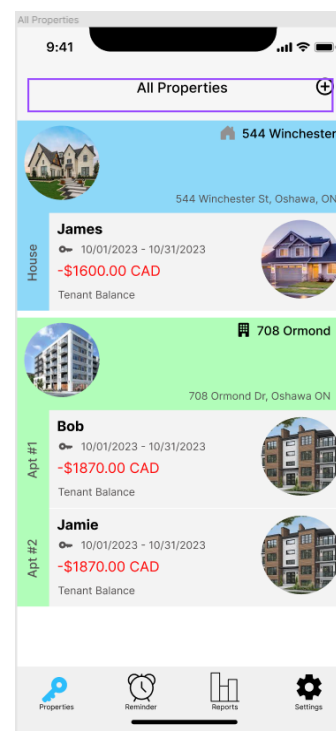 All Properties
9:41
All Properties
544 Winchester
544 Winchester St, Oshawa, ON
House
James
10/01/2023 - 10/31/2023
-$1600.00 CAD
Tenant Balance
708 Ormond
708 Ormond Dr, Oshawa ON
Apt #1
Bob
10/01/2023 - 10/31/2023
-$1870.00 CAD
Tenant Balance
Apt #2
Jamie
10/01/2023 - 10/31/2023
-$1870.00 CAD
Tenant Balance
Properties
Reminder
Reports
Settings